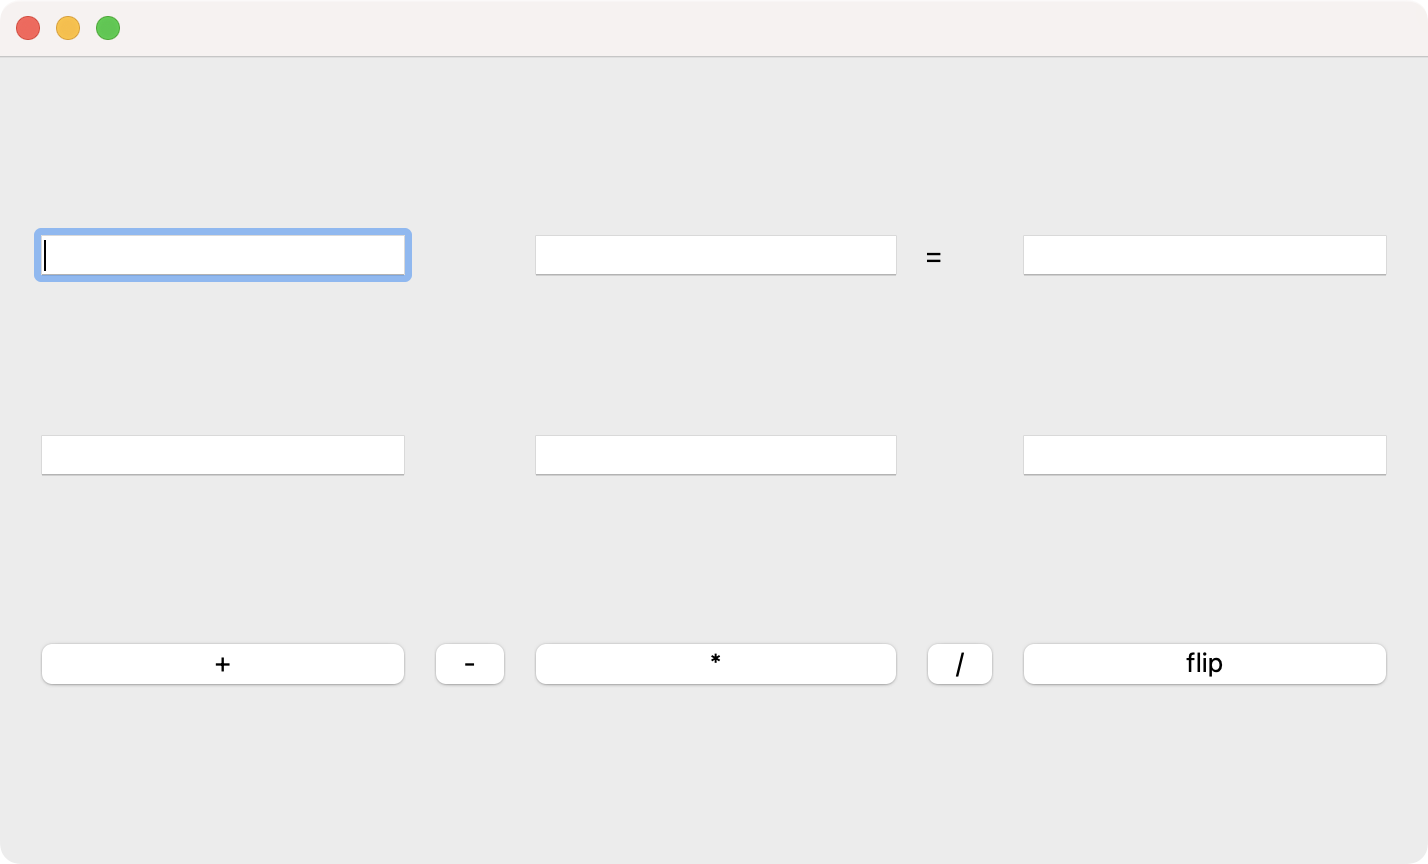 =
+ - * / flip